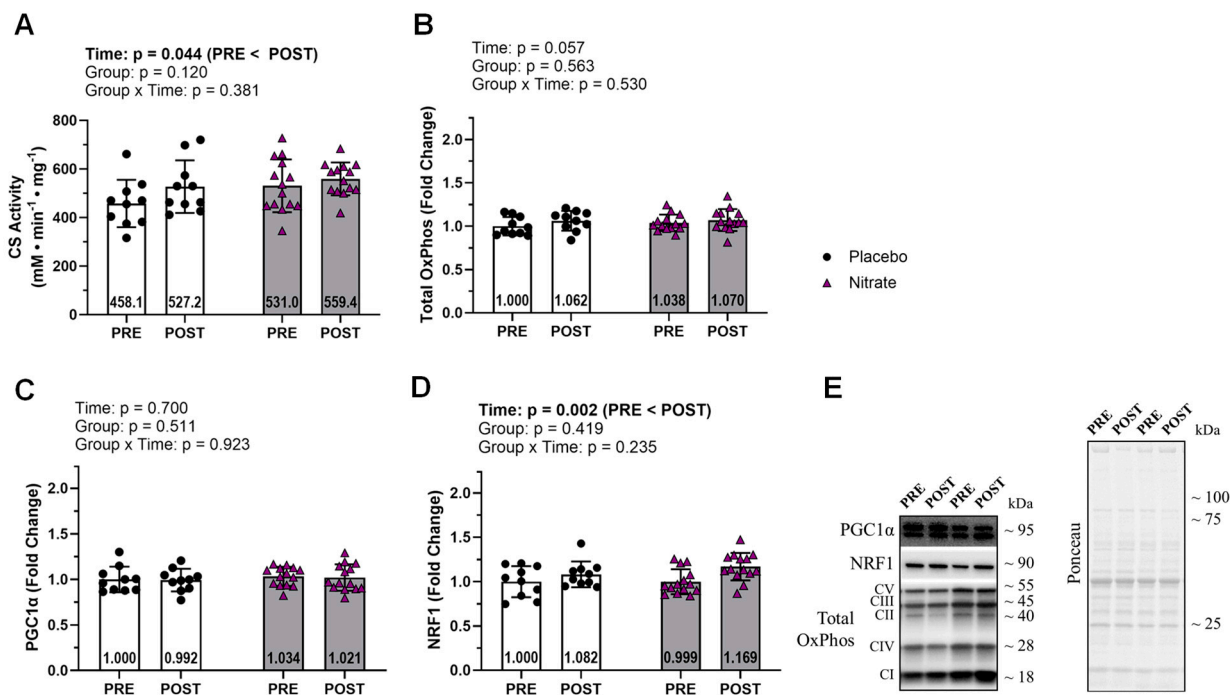 A
Time: p = 0.044 (PRE < POST)
Group: p = 0.120
Group x Time: p = 0.381
CS Activity
(mM • min⁻¹ • mg⁻¹)
800
600
400
200
0
458.1
527.2
531.0
559.4
PRE
POST
PRE
POST
B
Time: p = 0.057
Group: p = 0.563
Group x Time: p = 0.530
Total OxPhos (Fold Change)
2.0
1.5
1.0
0.5
0.0
1.000
1.062
1.038
1.070
PRE
POST
PRE
POST
Placebo
Nitrate
C
Time: p = 0.700
Group: p = 0.511
Group x Time: p = 0.923
PGC1α (Fold Change)
2.0
1.5
1.0
0.5
0.0
1.000
0.992
1.034
1.021
PRE
POST
PRE
POST
D
Time: p = 0.002 (PRE < POST)
Group: p = 0.419
Group x Time: p = 0.235
NRF1 (Fold Change)
2.0
1.5
1.0
0.5
0.0
1.000
1.082
0.999
1.169
PRE
POST
PRE
POST
E
PRE
POST
PRE
POST
kDa
PGC1α
~ 95
NRF1
~ 90
CV
~ 55
CIII
~ 45
CII
~ 40
Total
OxPhos
CIV
~ 28
CI
~ 18
PRE
POST
PRE
POST
kDa
Ponceau
~ 100
~ 75
~ 25